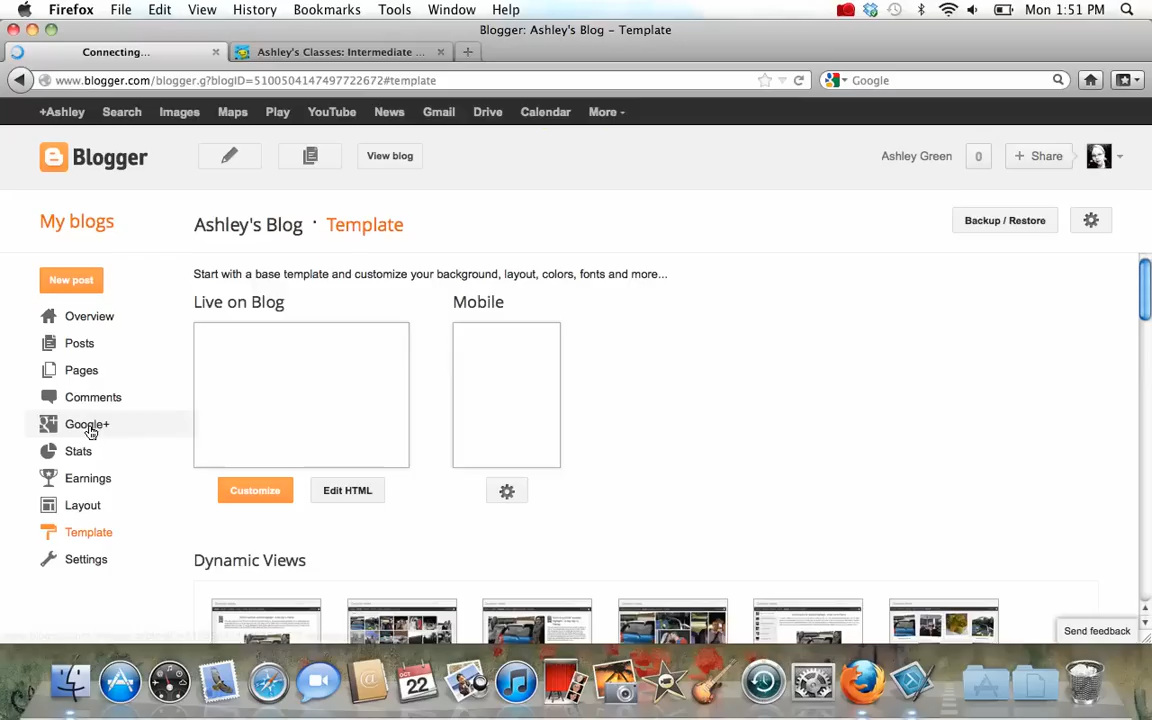 Firefox File Edit View History Bookmarks Tools Window Help Mon 1:51 PM
Blogger: Ashley's Blog – Template
Connecting... Ashley's Classes: Intermediate ...
www.blogger.com/blogger.g?blogID=5100504147497722672#template Google
+Ashley Search Images Maps Play YouTube News Gmail Drive Calendar More
Blogger View blog Ashley Green 0 + Share
My blogs Ashley's Blog · Template Backup / Restore
New post Start with a base template and customize your background, layout, colors, fonts and more...
Live on Blog Mobile
Overview
Posts
Pages
Comments
Google+
Stats
Earnings
Customize Edit HTML
Layout
Template
Settings
Dynamic Views
Send feedback
OCT
22